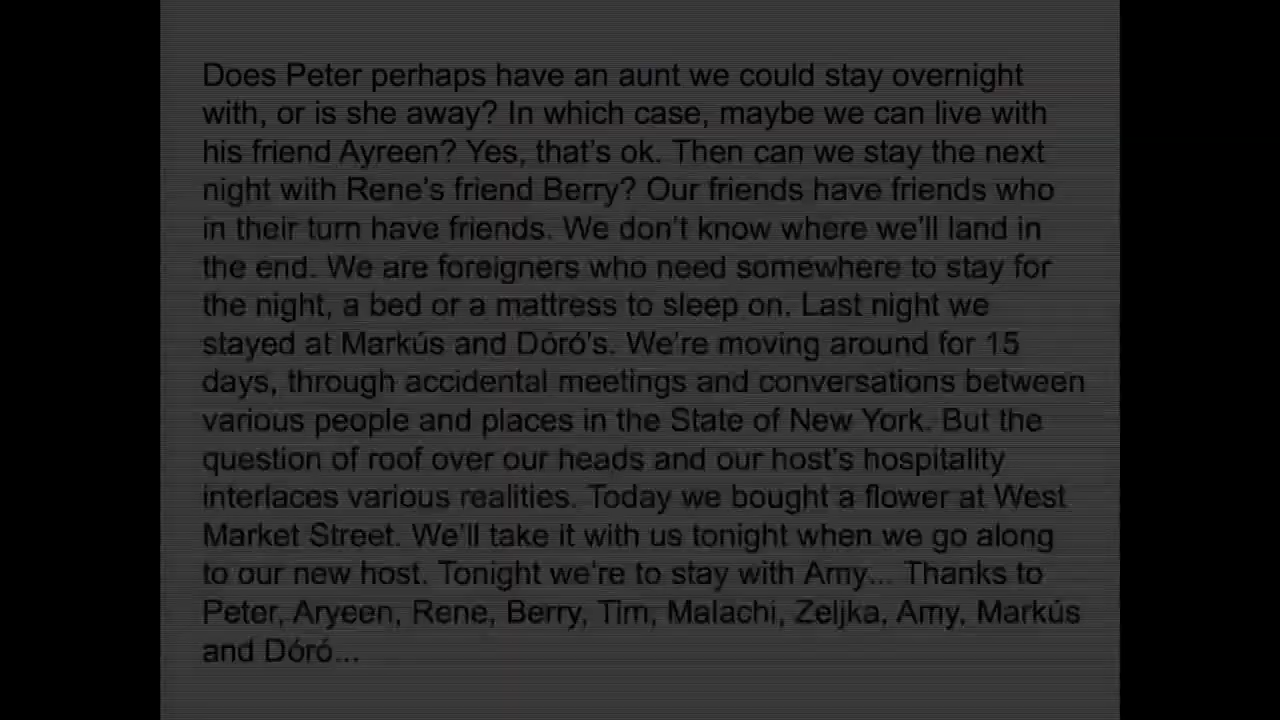 Does Peter perhaps have an aunt we could stay overnight
with, or is she away? In which case, maybe we can live with
his friend Ayreen? Yes, that's ok. Then can we stay the next
night with Rene's friend Berry? Our friends have friends who
in their turn have friends. We don't know where we'll land in
the end. We are foreigners who need somewhere to stay for
the night, a bed or a mattress to sleep on. Last night we
stayed at Markús and Dóró's. We're moving around for 15
days, through accidental meetings and conversations between
various people and places in the State of New York. But the
question of roof over our heads and our host's hospitality
interlaces various realities. Today we bought a flower at West
Market Street. We'll take it with us tonight when we go along
to our new host. Tonight we're to stay with Amy... Thanks to
Peter, Aryeen, Rene, Berry, Tim, Malachi, Zeljka, Amy, Markús
and Dóró...